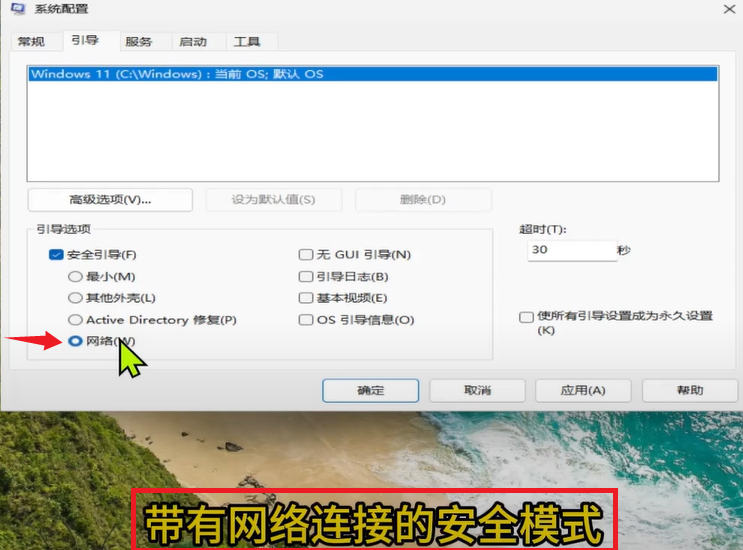 系统配置
常规 引导 服务 启动 工具
Windows 11 (C:\Windows) : 当前 OS; 默认 OS
高级选项(V)... 设为默认值(S) 删除(D)
引导选项
超时(T):
安全引导(F) 无 GUI 引导(N)
30 秒
最小(M) 引导日志(B)
其他外壳(L) 基本视频(E)
Active Directory 修复(P) OS 引导信息(O)
使所有引导设置成为永久设置
(K)
网络(W)
确定 取消 应用(A) 帮助
带有网络连接的安全模式